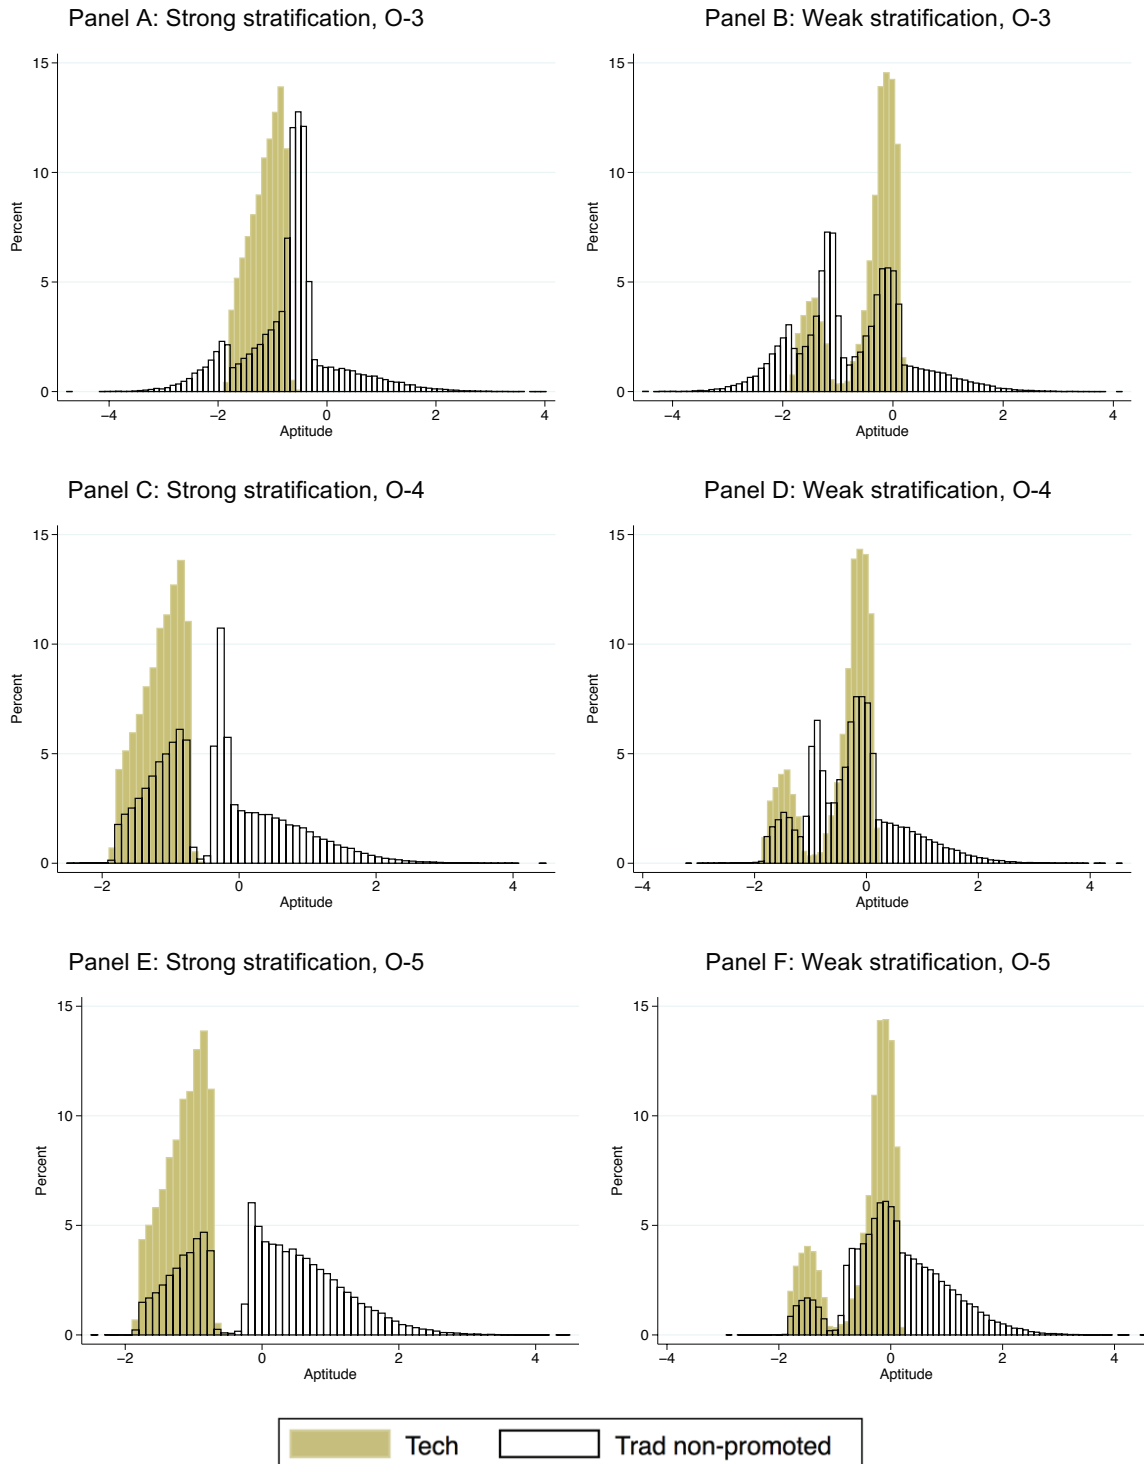 Panel A: Strong stratification, O-3
Panel B: Weak stratification, O-3
15
10
5
0
Percent
−4
−2
0
2
4
Aptitude
15
10
5
0
Percent
−4
−2
0
2
4
Aptitude
Panel C: Strong stratification, O-4
Panel D: Weak stratification, O-4
15
10
5
0
Percent
−2
0
2
4
Aptitude
15
10
5
0
Percent
−4
−2
0
2
4
Aptitude
Panel E: Strong stratification, O-5
Panel F: Weak stratification, O-5
15
10
5
0
Percent
−2
0
2
4
Aptitude
15
10
5
0
Percent
−4
−2
0
2
4
Aptitude
Tech
Trad non-promoted